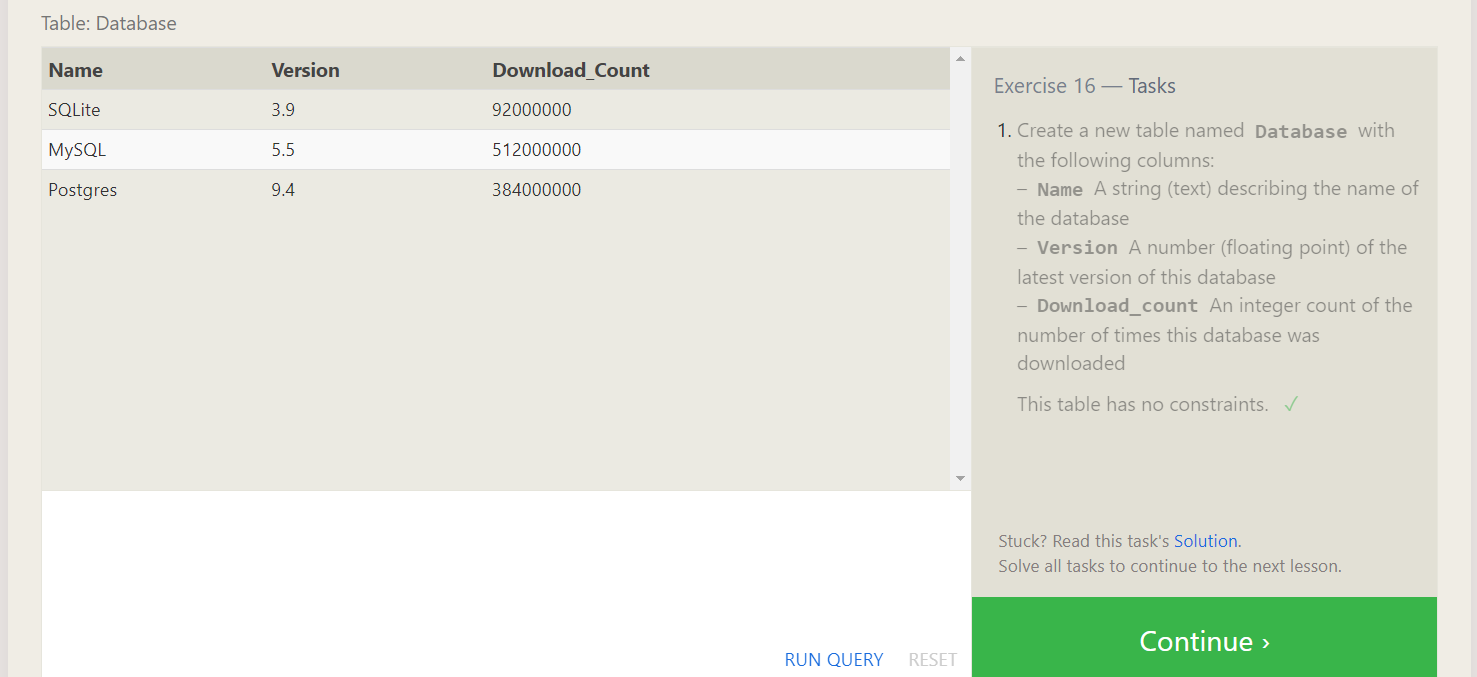 Table: Database
Name Version Download_Count
SQLite 3.9 92000000
MySQL 5.5 512000000
Postgres 9.4 384000000
RUN QUERY RESET
Exercise 16 — Tasks
1. Create a new table named Database with
the following columns:
– Name A string (text) describing the name of
the database
– Version A number (floating point) of the
latest version of this database
– Download_count An integer count of the
number of times this database was
downloaded
This table has no constraints. ✓
Stuck? Read this task's Solution.
Solve all tasks to continue to the next lesson.
Continue ›